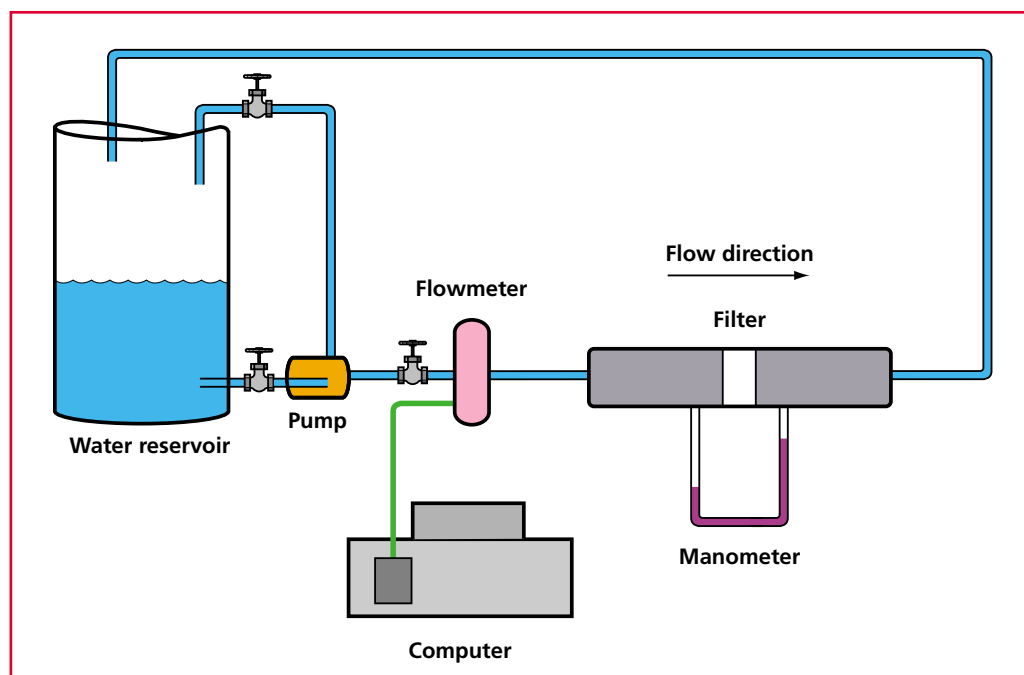 Flow direction
Flowmeter
Filter
Pump
Water reservoir
Manometer
Computer